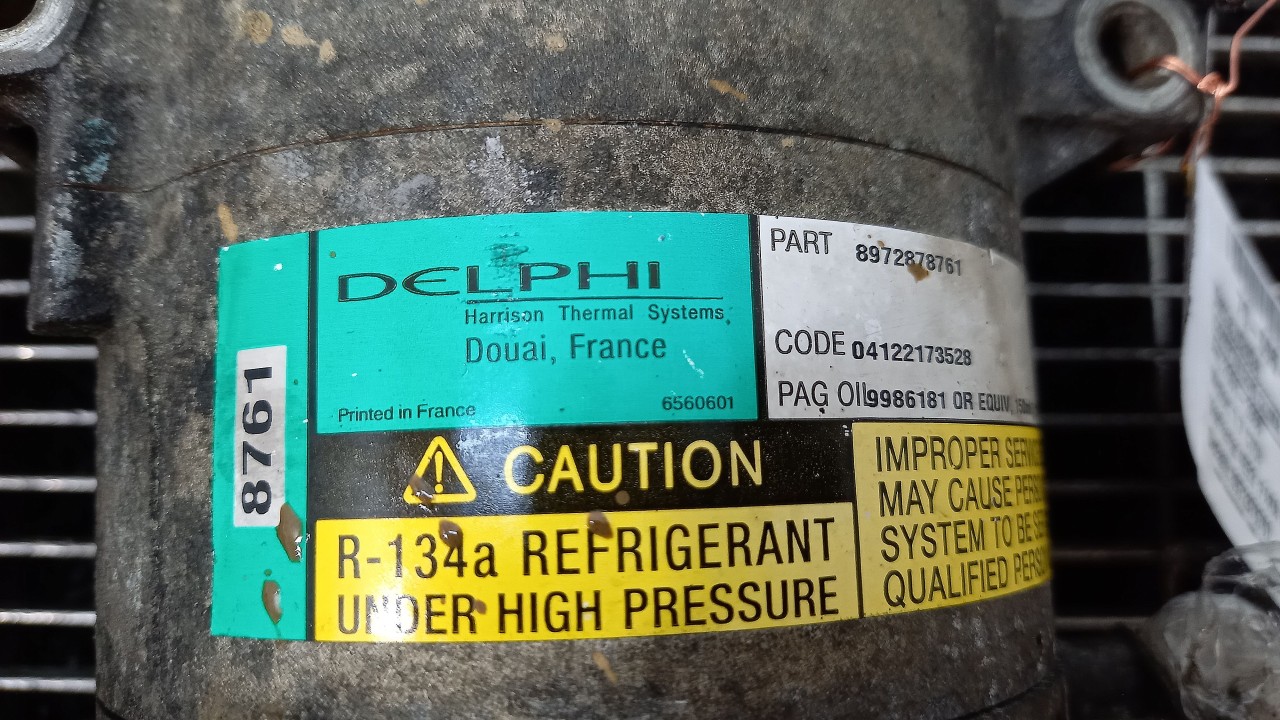 8761
DELPHI
Harrison Thermal Systems
Douai, France
Printed in France 6560601
PART 8972878761
CODE 04122173528
PAG OIL 9986181 OR EQUIV.
CAUTION
R-134a REFRIGERANT
UNDER HIGH PRESSURE
IMPROPER
MAY CAUSE
SYSTEM TO BE
QUALIFIED